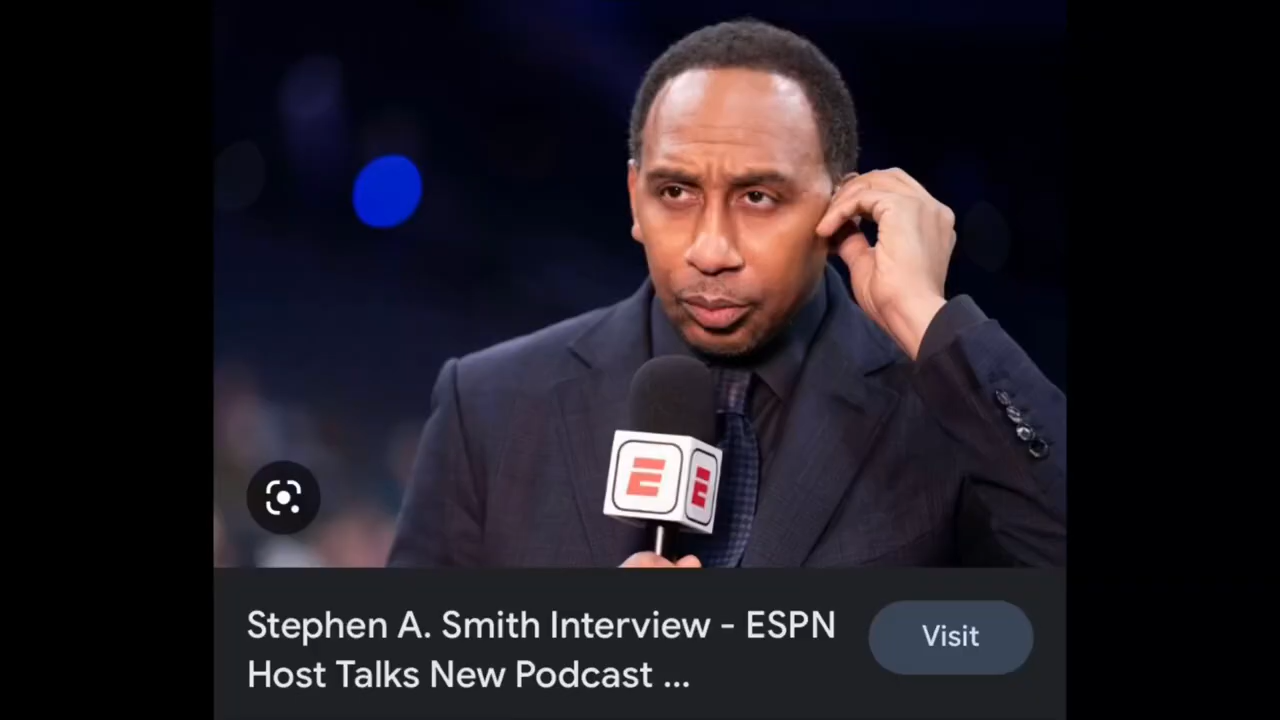 E E
Stephen A. Smith Interview - ESPN
Visit
Host Talks New Podcast ...